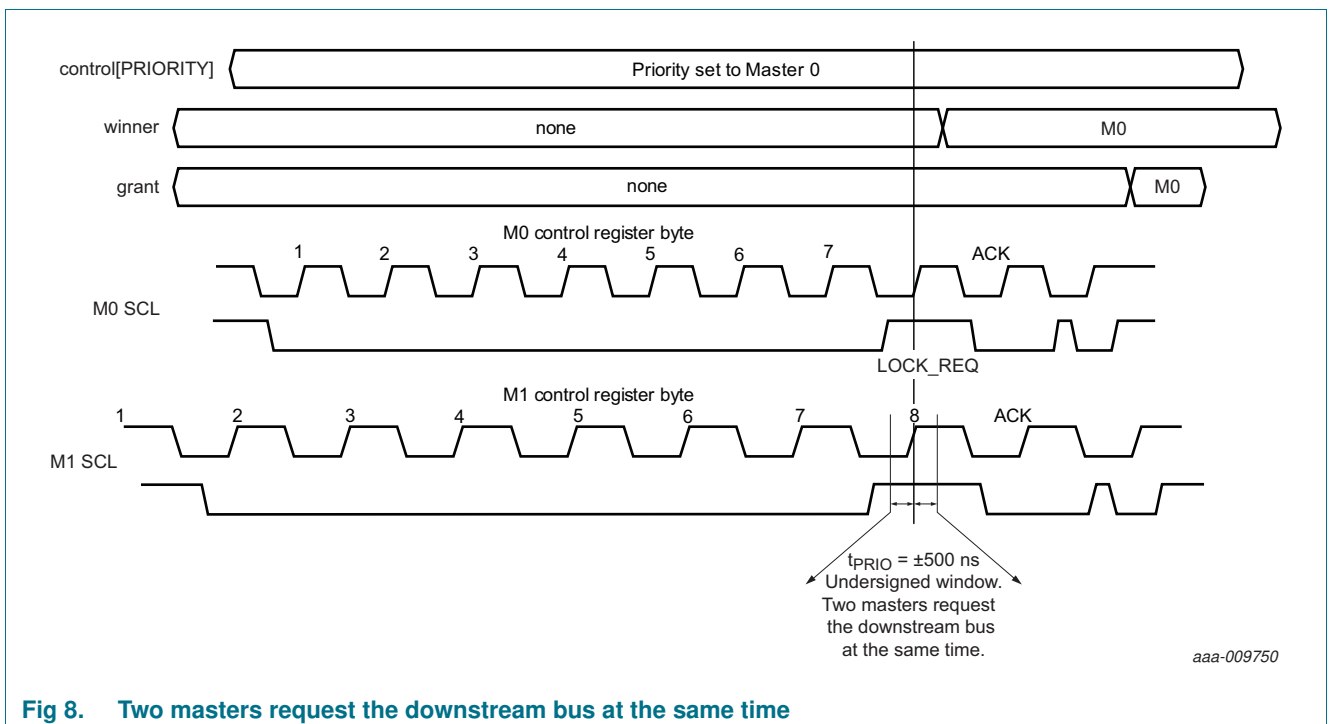 control[PRIORITY]
Priority set to Master 0
winner
none
M0
grant
none
M0
M0 control register byte
1 2 3 4 5 6 7 ACK
M0 SCL
LOCK_REQ
M1 control register byte
1 2 3 4 5 6 7 8 ACK
M1 SCL
tPRIO = ±500 ns
Undersigned window.
Two masters request
the downstream bus
at the same time.
aaa-009750
Fig 8. Two masters request the downstream bus at the same time